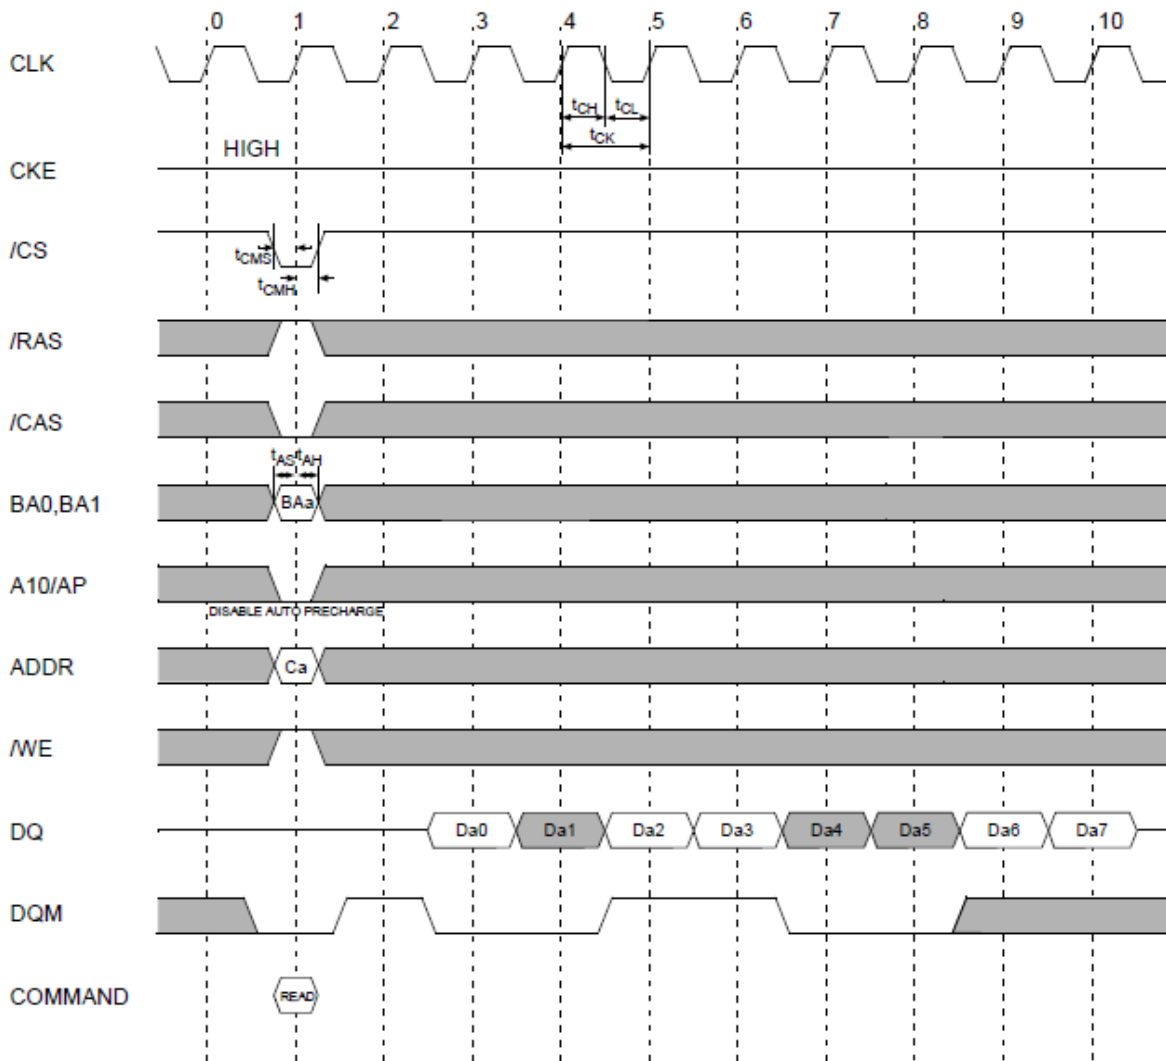 0 1 2 3 4 5 6 7 8 9 10
CLK
tCH tCL
tCK
HIGH
CKE
/CS
tCMS
tCMH
/RAS
/CAS
tAS tAH
BA0,BA1 BAa
A10/AP
DISABLE AUTO PRECHARGE
ADDR Ca
/WE
DQ Da0 Da1 Da2 Da3 Da4 Da5 Da6 Da7
DQM
COMMAND READ